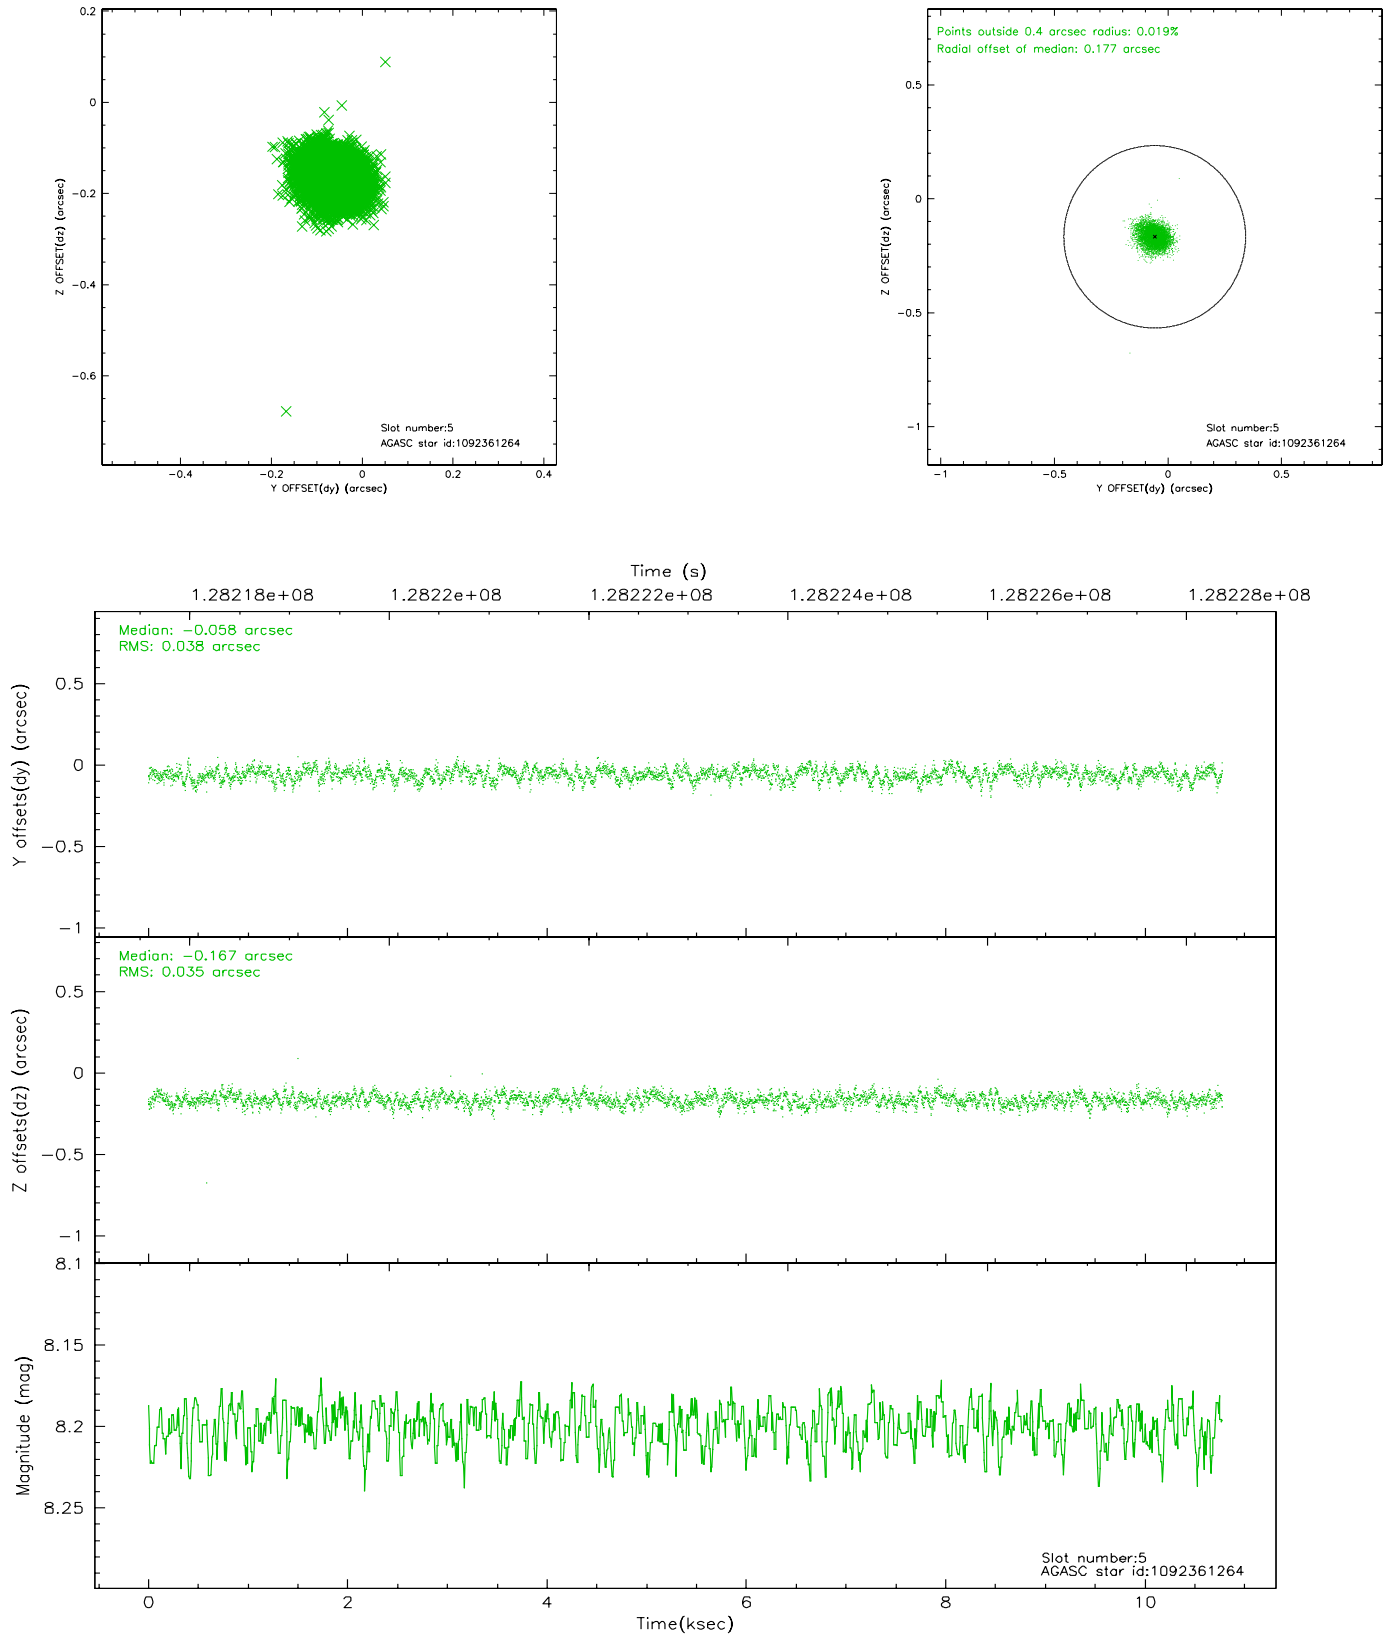 0.2
0
−0.2
−0.4
−0.6
Z OFFSET(dz) (arcsec)
Slot number:5
AGASC star id:1092361264
−0.4 −0.2 0 0.2 0.4
Y OFFSET(dy) (arcsec)
Points outside 0.4 arcsec radius: 0.019%
Radial offset of median: 0.177 arcsec
0.5
0
−0.5
−1
Z OFFSET(dz) (arcsec)
Slot number:5
AGASC star id:1092361264
−1 −0.5 0 0.5
Y OFFSET(dy) (arcsec)
Time (s)
1.28218e+08 1.2822e+08 1.28222e+08 1.28224e+08 1.28226e+08 1.28228e+08
Median: −0.058 arcsec
RMS: 0.038 arcsec
0.5
0
−0.5
−1
Y offsets(dy) (arcsec)
Median: −0.167 arcsec
RMS: 0.035 arcsec
0.5
0
−0.5
−1
Z offsets(dz) (arcsec)
8.1
8.15
8.2
8.25
Magnitude (mag)
Slot number:5
AGASC star id:1092361264
0 2 4 6 8 10
Time(ksec)